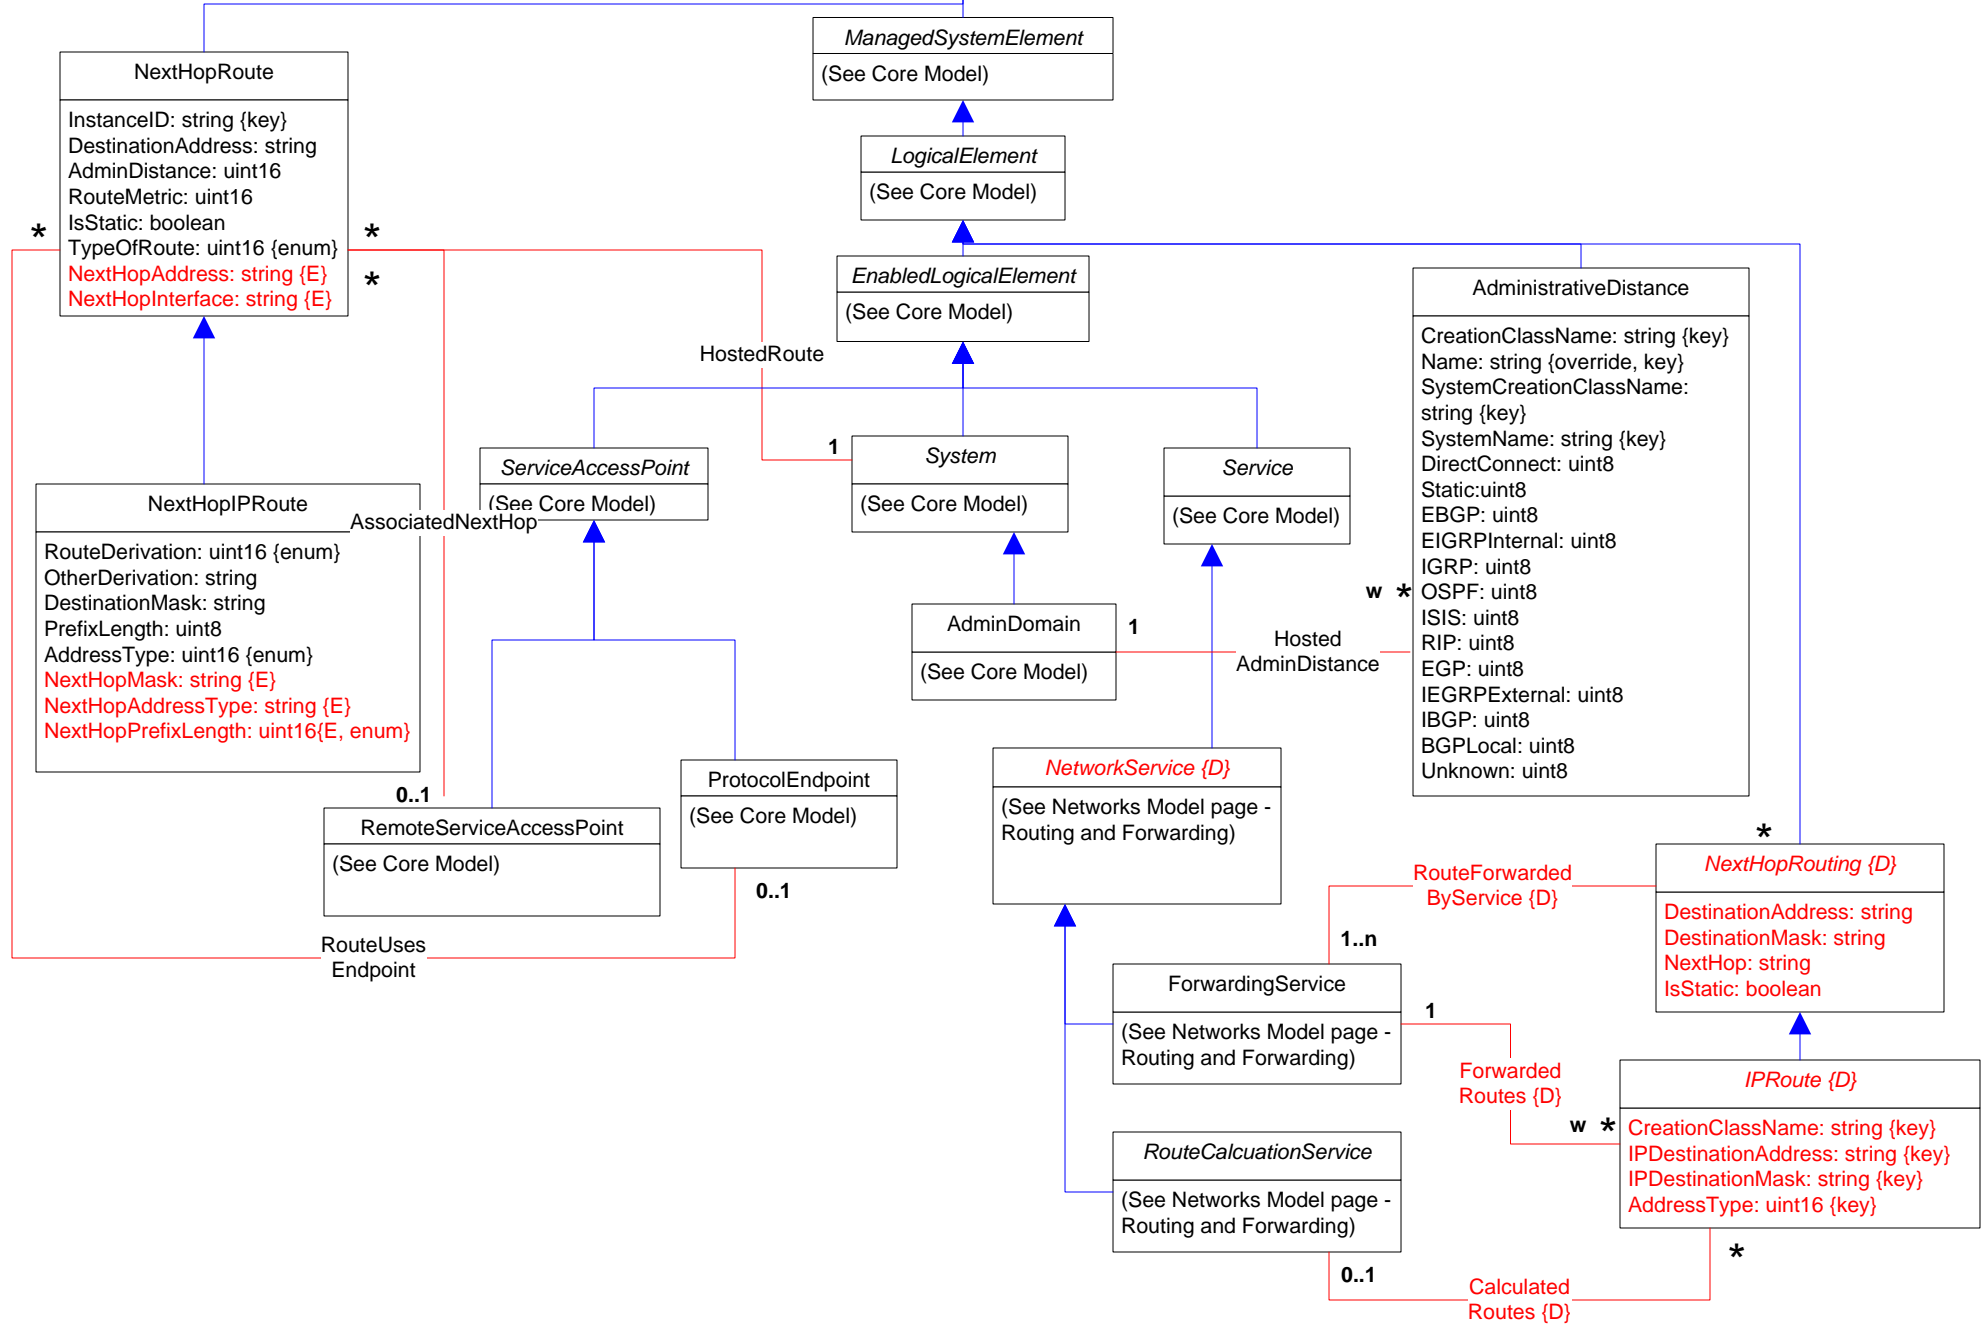 ManagedSystemElement
(See Core Model)
NextHopRoute
InstanceID: string {key}
DestinationAddress: string
AdminDistance: uint16
RouteMetric: uint16
IsStatic: boolean
TypeOfRoute: uint16 {enum}
NextHopAddress: string {E}
NextHopInterface: string {E}
*
*
*
LogicalElement
(See Core Model)
EnabledLogicalElement
(See Core Model)
AdministrativeDistance
CreationClassName: string {key}
Name: string {override, key}
SystemCreationClassName:
string {key}
SystemName: string {key}
DirectConnect: uint8
Static:uint8
EBGP: uint8
EIGRPInternal: uint8
IGRP: uint8
OSPF: uint8
ISIS: uint8
RIP: uint8
EGP: uint8
IEGRPExternal: uint8
IBGP: uint8
BGPLocal: uint8
Unknown: uint8
HostedRoute
1
ServiceAccessPoint
(See Core Model)
System
(See Core Model)
Service
(See Core Model)
NextHopIPRoute
RouteDerivation: uint16 {enum}
OtherDerivation: string
DestinationMask: string
PrefixLength: uint8
AddressType: uint16 {enum}
NextHopMask: string {E}
NextHopAddressType: string {E}
NextHopPrefixLength: uint16{E, enum}
AssociatedNextHop
w *
AdminDomain
(See Core Model)
1
Hosted
AdminDistance
0..1
RemoteServiceAccessPoint
(See Core Model)
ProtocolEndpoint
(See Core Model)
0..1
RouteUses
Endpoint
NetworkService {D}
(See Networks Model page -
Routing and Forwarding)
*
NextHopRouting {D}
DestinationAddress: string
DestinationMask: string
NextHop: string
IsStatic: boolean
RouteForwarded
ByService {D}
1..n
ForwardingService
(See Networks Model page -
Routing and Forwarding)
1
Forwarded
Routes {D}
w *
IPRoute {D}
CreationClassName: string {key}
IPDestinationAddress: string {key}
IPDestinationMask: string {key}
AddressType: uint16 {key}
RouteCalcuationService
(See Networks Model page -
Routing and Forwarding)
0..1
*
Calculated
Routes {D}